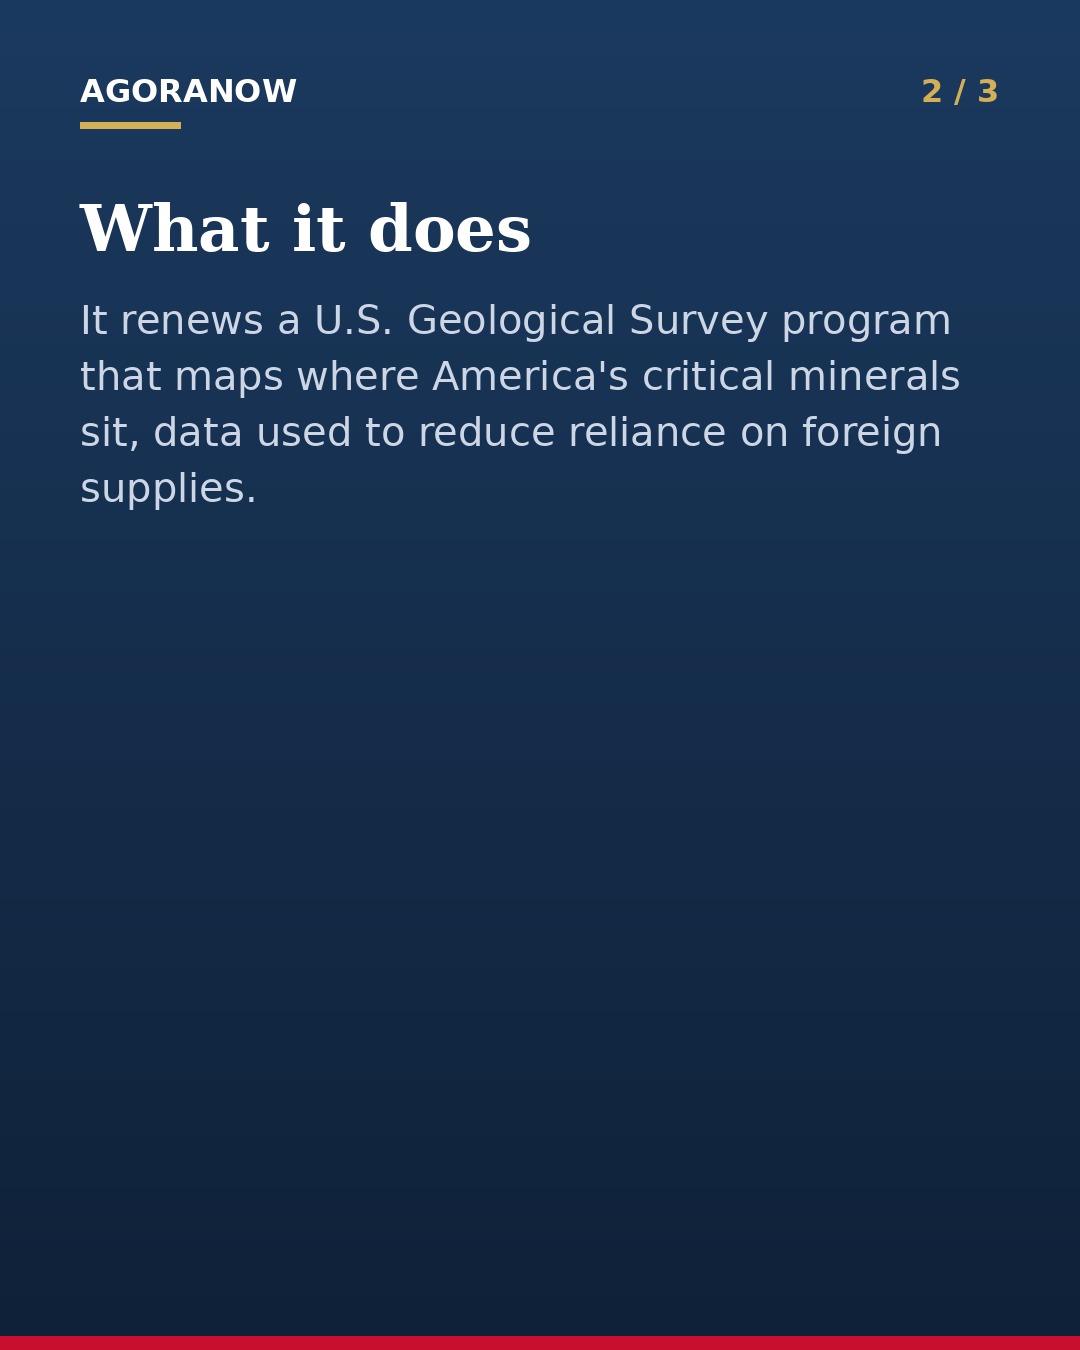 AGORANOW
2 / 3
What it does
It renews a U.S. Geological Survey program
that maps where America's critical minerals
sit, data used to reduce reliance on foreign
supplies.